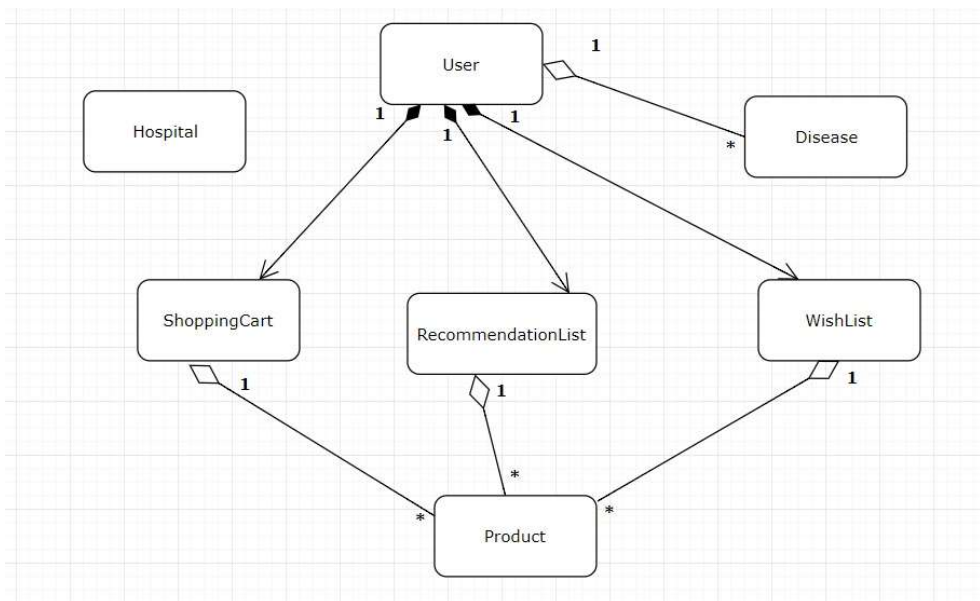 User
1
Hospital
Disease
*
1
1
1
ShoppingCart
RecommendationList
WishList
1
1
1
*
*
*
Product